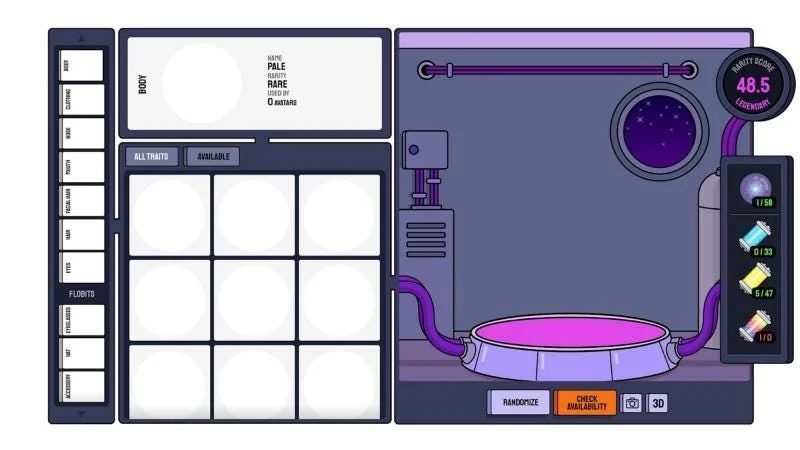 BODY
CLOTHING
NOSE
MOUTH
FACIAL HAIR
HAIR
EYES
FLOBITS
EYEGLASSES
HAT
ACCESSORY
BODY
NAME
PALE
RARITY
RARE
USED BY
0 AVATARS
ALL TRAITS
AVAILABLE
RARITY SCORE
48.5
LEGENDARY
1/58
0/33
5/47
1/0
RANDOMIZE
CHECK
AVAILABILITY
3D